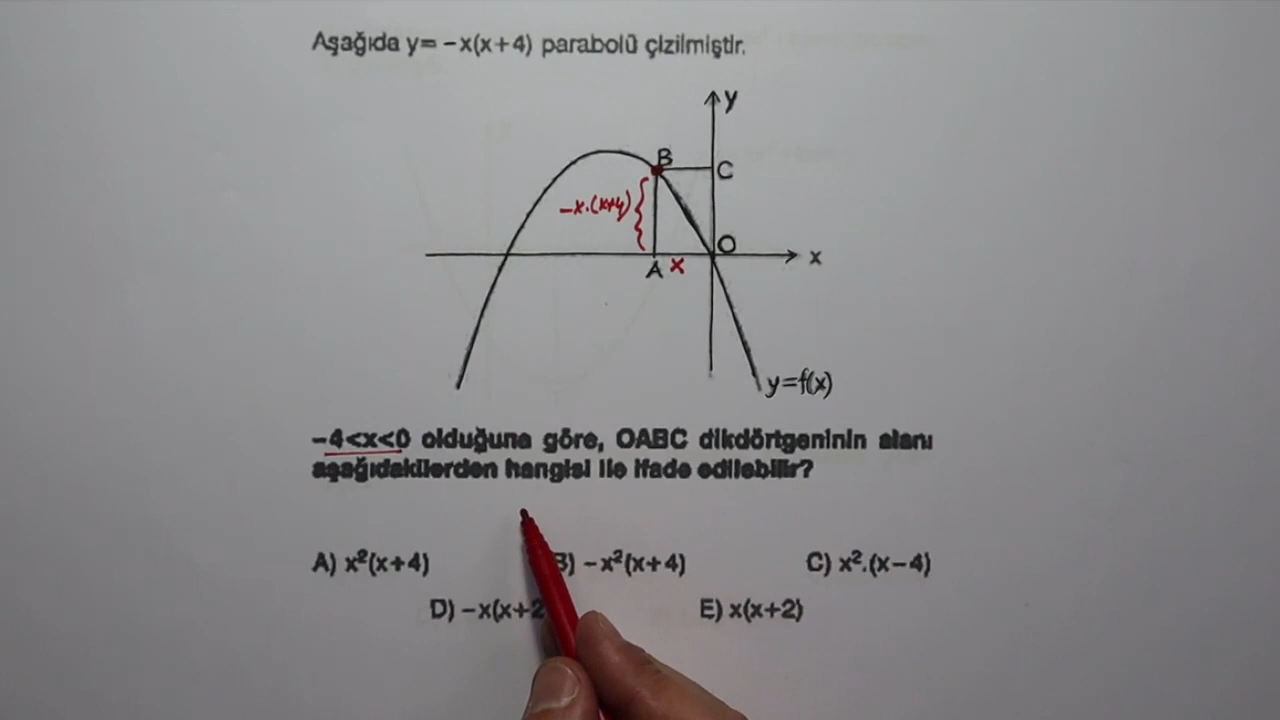 Aşağıda y= -x(x+4) parabolü çizilmiştir.
y
B
C
-x.(x+4)
O
A x
x
y=f(x)
-4<x<0 olduğuna göre, OABC dikdörtgeninin alanı
aşağıdakilerden hangisi ile ifade edilebilir?
A) x²(x+4) B) -x²(x+4) C) x².(x-4)
D) -x(x+2 E) x(x+2)